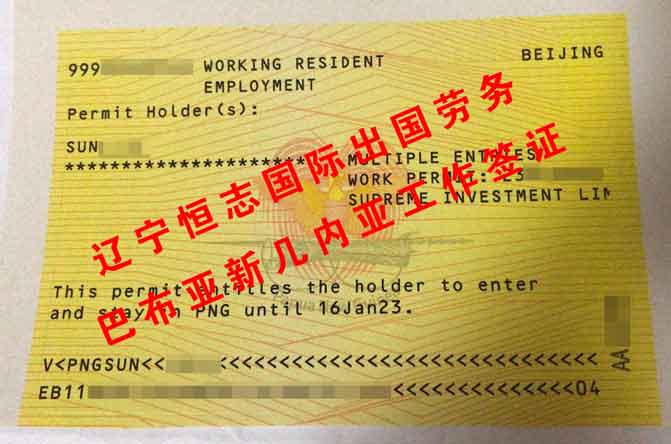 999 WORKING RESIDENT BEIJING
EMPLOYMENT
Permit Holder(s):
SUN
***********************
MULTIPLE ENTRIES
WORK PERMIT:
SUPREME INVESTMENT LIM
辽宁恒志国际出国劳务
巴布亚新几内亚工作签证
This permit entitles the holder to enter
and stay in PNG until 16Jan23.
V<PNGSUN<< <<<<<<<<<<<<<<<<<<<<<<<<<<<<
EB11 <<<<<<<<<<<<<<04
AA